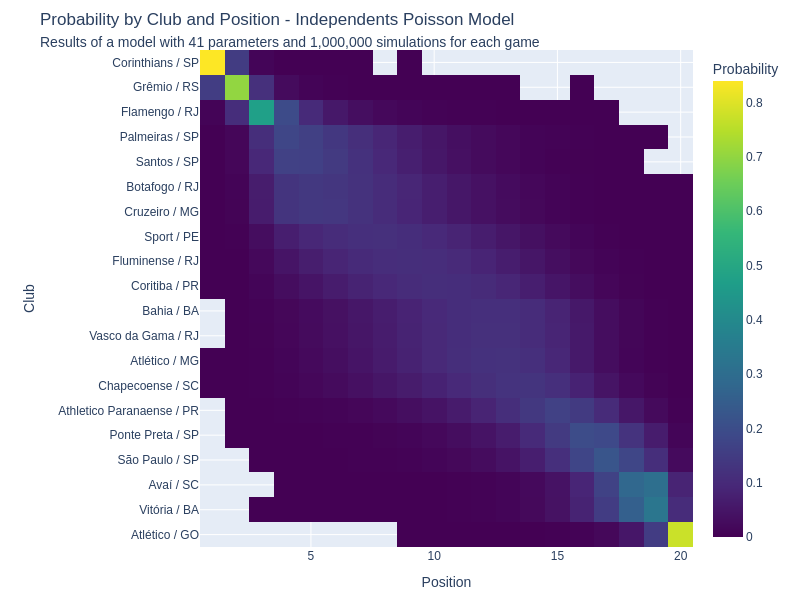 Probability by Club and Position - Independents Poisson Model
Results of a model with 41 parameters and 1,000,000 simulations for each game
Probability
Corinthians / SP
Grêmio / RS
Flamengo / RJ
Palmeiras / SP
Santos / SP
Botafogo / RJ
Cruzeiro / MG
Sport / PE
Fluminense / RJ
Coritiba / PR
Bahia / BA
Vasco da Gama / RJ
Atlético / MG
Chapecoense / SC
Athletico Paranaense / PR
Ponte Preta / SP
São Paulo / SP
Avaí / SC
Vitória / BA
Atlético / GO
Club
5
10
15
20
Position
0.8
0.7
0.6
0.5
0.4
0.3
0.2
0.1
0